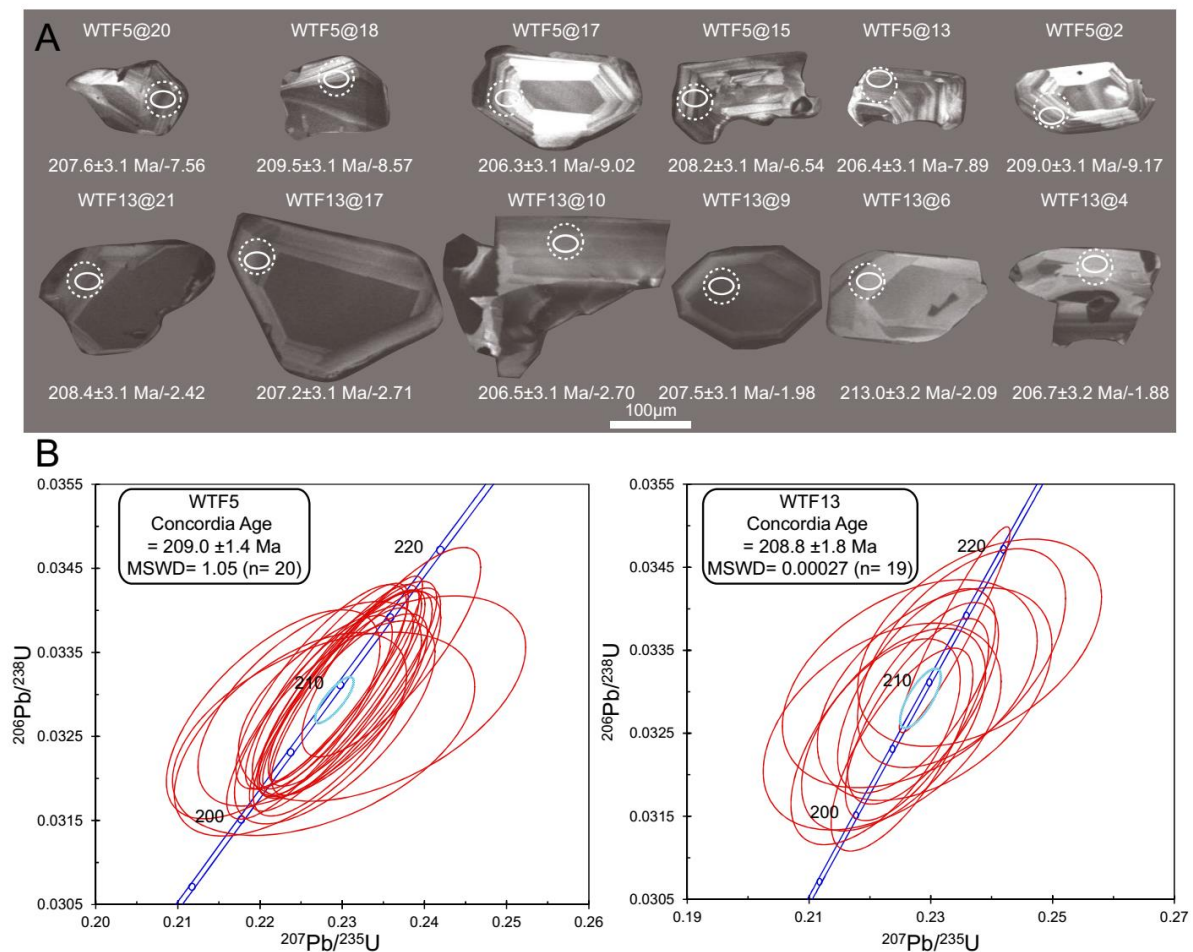 A
WTF5@20 WTF5@18 WTF5@17 WTF5@15 WTF5@13 WTF5@2
207.6±3.1 Ma/-7.56 209.5±3.1 Ma/-8.57 206.3±3.1 Ma/-9.02 208.2±3.1 Ma/-6.54 206.4±3.1 Ma-7.89 209.0±3.1 Ma/-9.17
WTF13@21 WTF13@17 WTF13@10 WTF13@9 WTF13@6 WTF13@4
208.4±3.1 Ma/-2.42 207.2±3.1 Ma/-2.71 206.5±3.1 Ma/-2.70 207.5±3.1 Ma/-1.98 213.0±3.2 Ma/-2.09 206.7±3.2 Ma/-1.88
100μm
B
WTF5
Concordia Age
= 209.0 ±1.4 Ma
MSWD= 1.05 (n= 20)
220
210
200
0.0355
0.0345
0.0335
0.0325
0.0315
0.0305
0.20 0.21 0.22 0.23 0.24 0.25 0.26
²⁰⁶Pb/²³⁸U
²⁰⁷Pb/²³⁵U
WTF13
Concordia Age
= 208.8 ±1.8 Ma
MSWD= 0.00027 (n= 19)
220
210
200
0.0355
0.0345
0.0335
0.0325
0.0315
0.0305
0.19 0.21 0.23 0.25 0.27
²⁰⁶Pb/²³⁸U
²⁰⁷Pb/²³⁵U